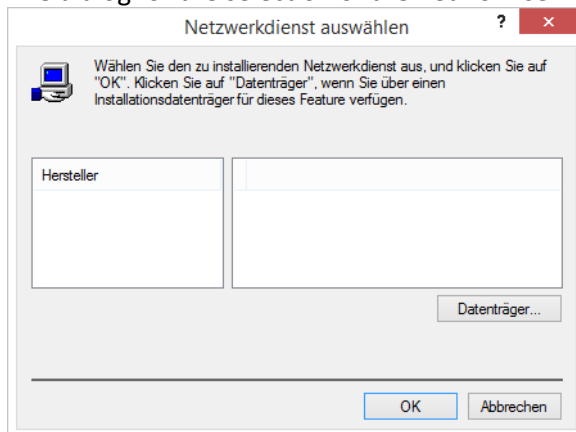 Netzwerkdienst auswählen
?
Wählen Sie den zu installierenden Netzwerkdienst aus, und klicken Sie auf
"OK". Klicken Sie auf "Datenträger", wenn Sie über einen
Installationsdatenträger für dieses Feature verfügen.
Hersteller
Datenträger...
OK
Abbrechen